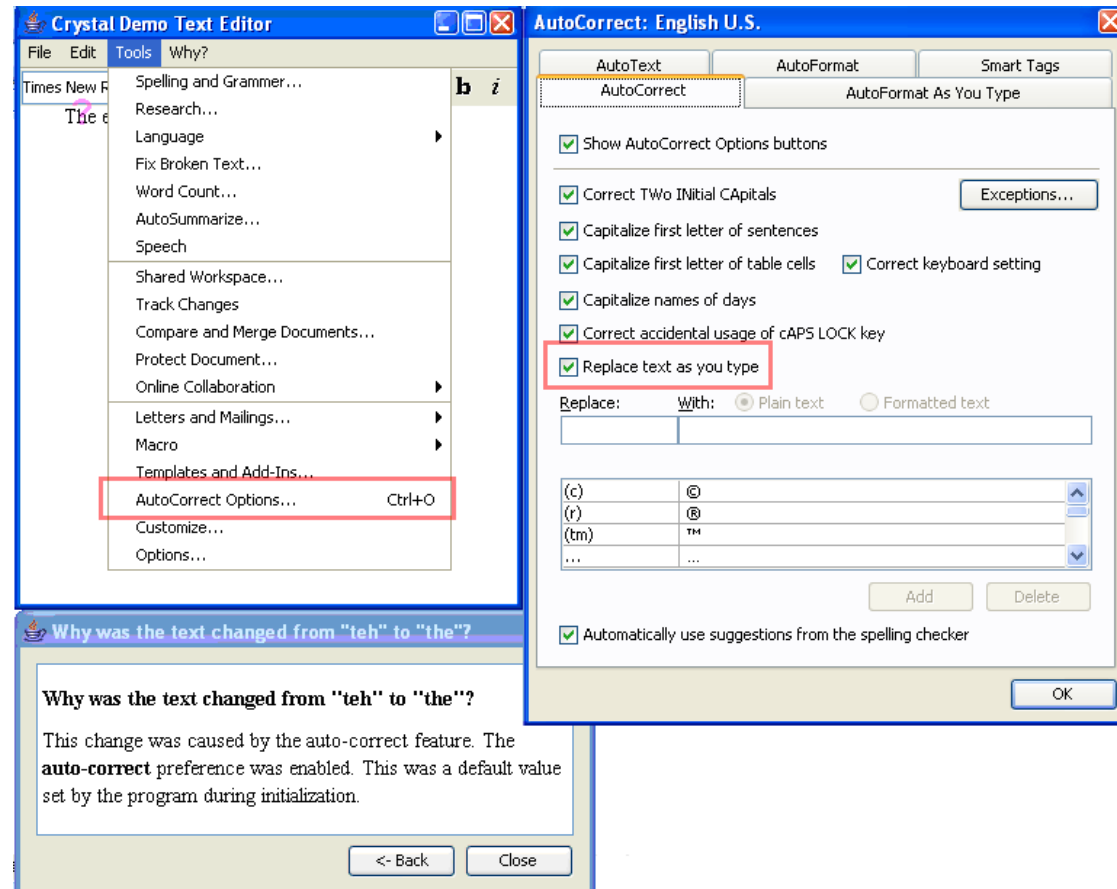 Crystal Demo Text Editor
File Edit Tools Why?
Times New R
b i
?
The e
Spelling and Grammer...
Research...
Language
Fix Broken Text...
Word Count...
AutoSummarize...
Speech
Shared Workspace...
Track Changes
Compare and Merge Documents...
Protect Document...
Online Collaboration
Letters and Mailings...
Macro
Templates and Add-Ins...
AutoCorrect Options... Ctrl+O
Customize...
Options...
AutoCorrect: English U.S.
AutoText AutoFormat Smart Tags
AutoCorrect AutoFormat As You Type
Show AutoCorrect Options buttons
Correct TWo INitial CApitals Exceptions...
Capitalize first letter of sentences
Capitalize first letter of table cells Correct keyboard setting
Capitalize names of days
Correct accidental usage of cAPS LOCK key
Replace text as you type
Replace: With: Plain text Formatted text
(c) ©
(r) ®
(tm) ™
... ...
Add Delete
Automatically use suggestions from the spelling checker
OK
Why was the text changed from "teh" to "the"?
Why was the text changed from "teh" to "the"?
This change was caused by the auto-correct feature. The
auto-correct preference was enabled. This was a default value
set by the program during initialization.
<- Back Close